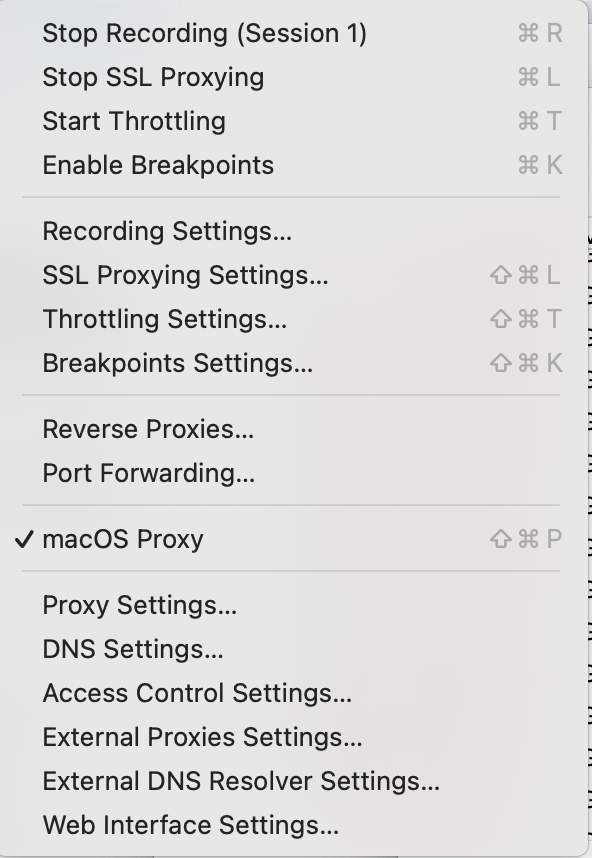 Stop Recording (Session 1) ⌘ R
Stop SSL Proxying ⌘ L
Start Throttling ⌘ T
Enable Breakpoints ⌘ K
Recording Settings...
SSL Proxying Settings... ⇧ ⌘ L
Throttling Settings... ⇧ ⌘ T
Breakpoints Settings... ⇧ ⌘ K
Reverse Proxies...
Port Forwarding...
✓ macOS Proxy ⇧ ⌘ P
Proxy Settings...
DNS Settings...
Access Control Settings...
External Proxies Settings...
External DNS Resolver Settings...
Web Interface Settings...